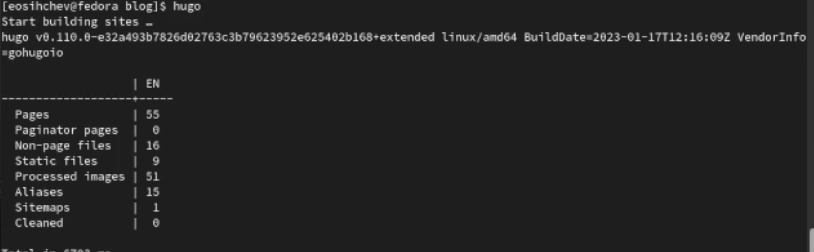 [eosihchev@fedora blog]$ hugo
Start building sites …
hugo v0.110.0-e32a493b7826d02763c3b79623952e625402b168+extended linux/amd64 BuildDate=2023-01-17T12:16:09Z VendorInfo
=gohugoio
| EN
-------------------+-----
Pages | 55
Paginator pages | 0
Non-page files | 16
Static files | 9
Processed images | 51
Aliases | 15
Sitemaps | 1
Cleaned | 0
Total in